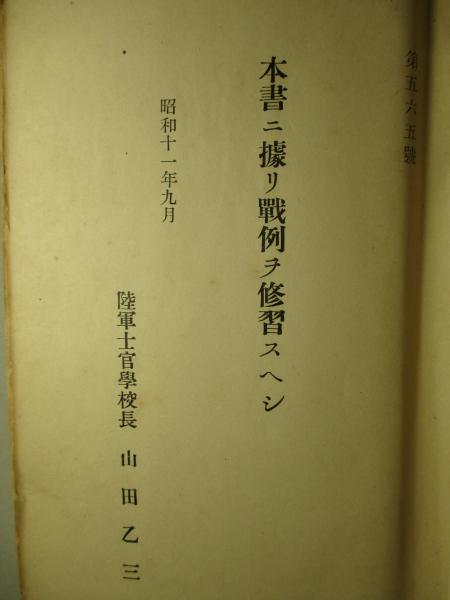 第五六五號
本書ニ據リ戰例ヲ修習スヘシ
昭和十一年九月
陸軍士官學校長 山田乙三